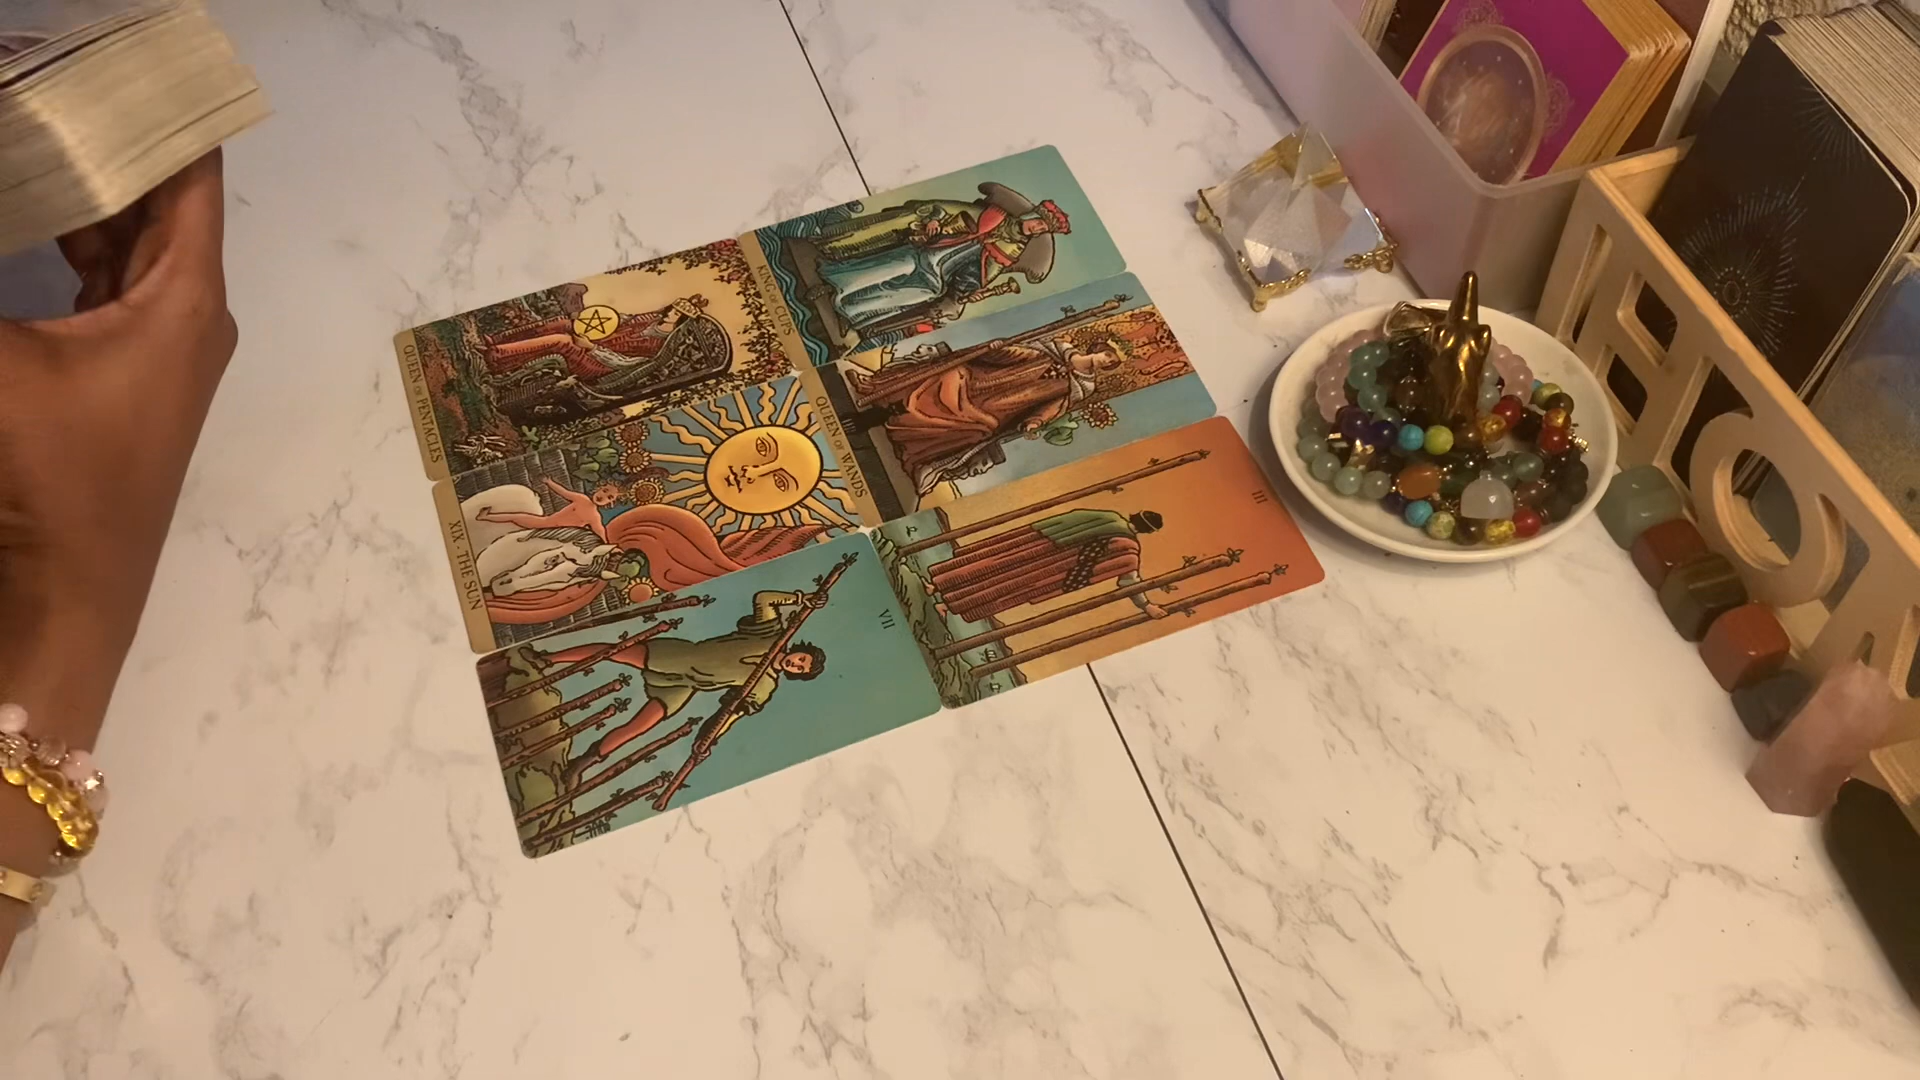 KING OF CUPS
QUEEN OF PENTACLES
QUEEN OF WANDS
XIX · THE SUN
III
VII